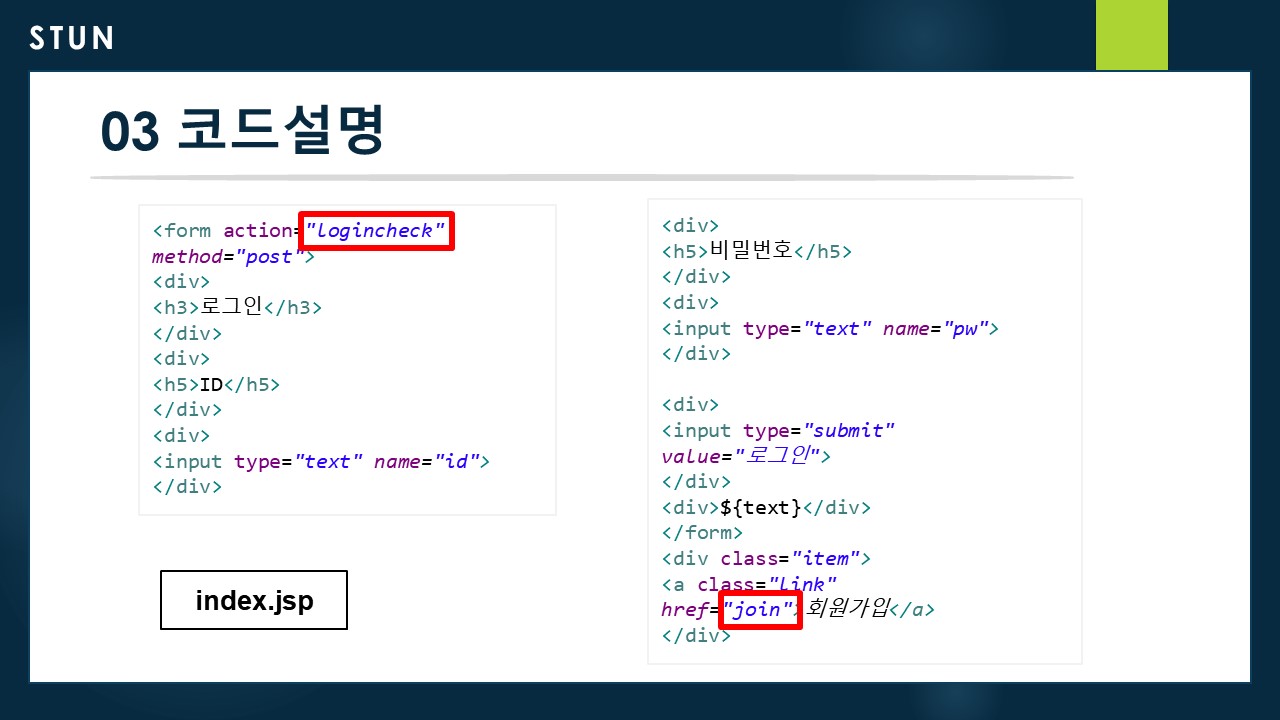 STUN
03 코드설명
<form action="logincheck"
method="post">
<div>
<h3>로그인</h3>
</div>
<div>
<h5>ID</h5>
</div>
<div>
<input type="text" name="id">
</div>
index.jsp
<div>
<h5>비밀번호</h5>
</div>
<div>
<input type="text" name="pw">
</div>
<div>
<input type="submit"
value="로그인">
</div>
<div>${text}</div>
</form>
<div class="item">
<a class="link"
href="join">회원가입</a>
</div>